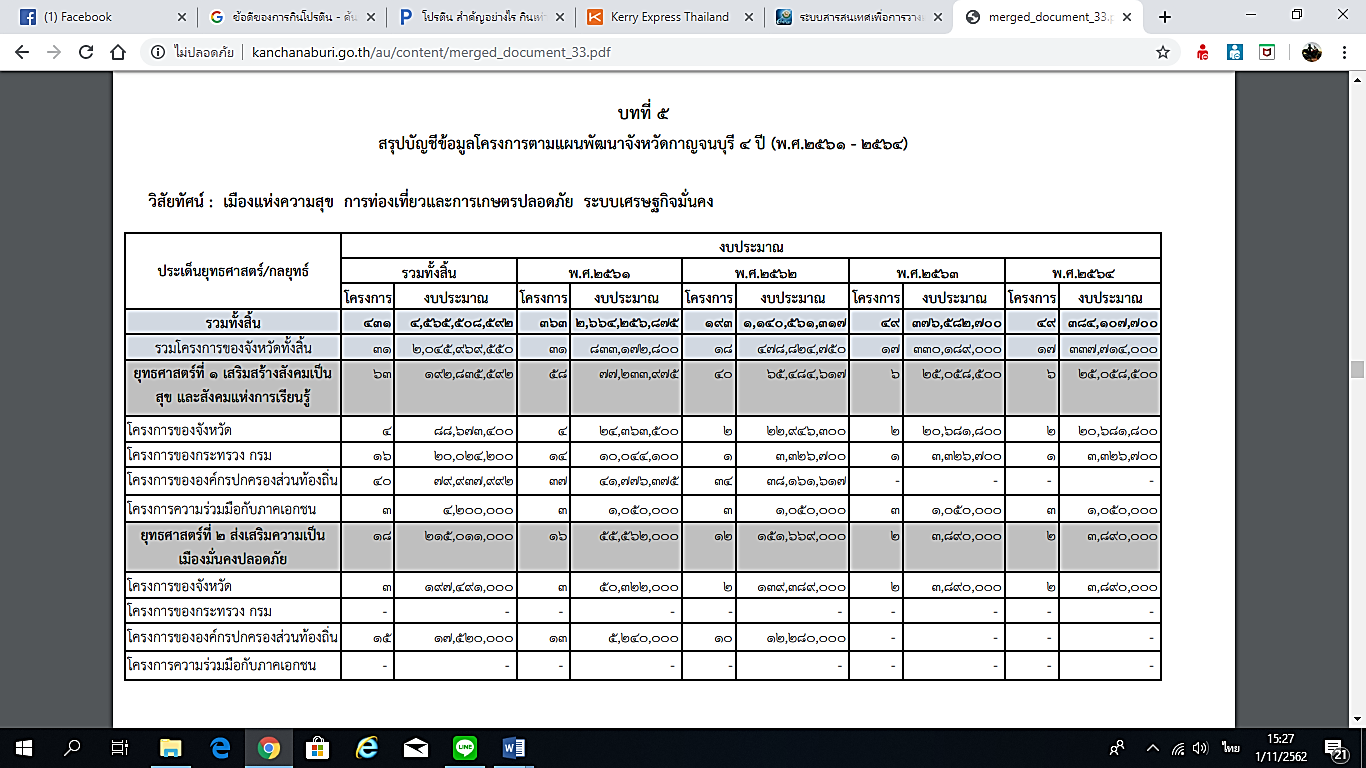 (1) Facebook
ข้อดีของการกินโปรตีน - ค้น
โปรตีน สำคัญอย่างไร กินเท่า
Kerry Express Thailand
ระบบสารสนเทศเพื่อการวาง
merged_document_33.p
ไม่ปลอดภัย | kanchanaburi.go.th/au/content/merged_document_33.pdf
บทที่ ๕
สรุปบัญชีข้อมูลโครงการตามแผนพัฒนาจังหวัดกาญจนบุรี ๔ ปี (พ.ศ.๒๕๖๑ - ๒๕๖๔)
วิสัยทัศน์ : เมืองแห่งความสุข การท่องเที่ยวและการเกษตรปลอดภัย ระบบเศรษฐกิจมั่นคง
ประเด็นยุทธศาสตร์/กลยุทธ์
งบประมาณ
รวมทั้งสิ้น พ.ศ.๒๕๖๑ พ.ศ.๒๕๖๒ พ.ศ.๒๕๖๓ พ.ศ.๒๕๖๔
โครงการ งบประมาณ โครงการ งบประมาณ โครงการ งบประมาณ โครงการ งบประมาณ โครงการ งบประมาณ
รวมทั้งสิ้น ๔๓๑ ๔,๕๖๕,๕๐๘,๕๙๒ ๓๖๓ ๒,๖๖๔,๒๕๖,๘๗๕ ๑๙๓ ๑,๑๔๐,๕๖๑,๓๑๗ ๔๙ ๓๗๖,๕๘๒,๗๐๐ ๔๙ ๓๘๔,๑๐๗,๗๐๐
รวมโครงการของจังหวัดทั้งสิ้น ๓๑ ๒,๐๔๕,๙๖๙,๕๕๐ ๓๑ ๘๓๓,๑๗๒,๘๐๐ ๑๘ ๔๗๘,๘๒๔,๗๕๐ ๑๗ ๓๓๐,๑๘๙,๐๐๐ ๑๗ ๓๓๗,๗๑๔,๐๐๐
ยุทธศาสตร์ที่ ๑ เสริมสร้างสังคมเป็น ๖๓ ๑๙๒,๘๓๕,๕๙๒ ๕๘ ๗๗,๒๓๓,๙๗๕ ๔๐ ๖๕,๔๘๔,๖๑๗ ๖ ๒๕,๐๕๘,๕๐๐ ๖ ๒๕,๐๕๘,๕๐๐
สุข และสังคมแห่งการเรียนรู้
โครงการของจังหวัด ๔ ๘๘,๖๗๓,๔๐๐ ๔ ๒๔,๓๖๓,๕๐๐ ๒ ๒๒,๙๔๖,๓๐๐ ๒ ๒๐,๖๘๑,๘๐๐ ๒ ๒๐,๖๘๑,๘๐๐
โครงการของกระทรวง กรม ๑๖ ๒๐,๐๒๔,๒๐๐ ๑๔ ๑๐,๐๔๔,๑๐๐ ๑ ๓,๓๒๖,๗๐๐ ๑ ๓,๓๒๖,๗๐๐ ๑ ๓,๓๒๖,๗๐๐
โครงการขององค์กรปกครองส่วนท้องถิ่น ๔๐ ๗๙,๙๓๗,๙๙๒ ๓๗ ๔๑,๗๗๖,๓๗๕ ๓๔ ๓๘,๑๖๑,๖๑๗ - - - -
โครงการความร่วมมือกับภาคเอกชน ๓ ๔,๒๐๐,๐๐๐ ๓ ๑,๐๕๐,๐๐๐ ๓ ๑,๐๕๐,๐๐๐ ๓ ๑,๐๕๐,๐๐๐ ๓ ๑,๐๕๐,๐๐๐
ยุทธศาสตร์ที่ ๒ ส่งเสริมความเป็น ๑๘ ๒๑๕,๐๑๑,๐๐๐ ๑๖ ๕๕,๕๖๒,๐๐๐ ๑๒ ๑๕๑,๖๖๙,๐๐๐ ๒ ๓,๘๙๐,๐๐๐ ๒ ๓,๘๙๐,๐๐๐
เมืองมั่นคงปลอดภัย
โครงการของจังหวัด ๓ ๑๙๗,๔๙๑,๐๐๐ ๓ ๕๐,๓๒๒,๐๐๐ ๒ ๑๓๙,๓๘๙,๐๐๐ ๒ ๓,๘๙๐,๐๐๐ ๒ ๓,๘๙๐,๐๐๐
โครงการของกระทรวง กรม - - - - - - - - - -
โครงการขององค์กรปกครองส่วนท้องถิ่น ๑๕ ๑๗,๕๒๐,๐๐๐ ๑๓ ๕,๒๔๐,๐๐๐ ๑๐ ๑๒,๒๘๐,๐๐๐ - - - -
โครงการความร่วมมือกับภาคเอกชน - - - - - - - - - -
LINE
ไทย
15:27
1/11/2562
21